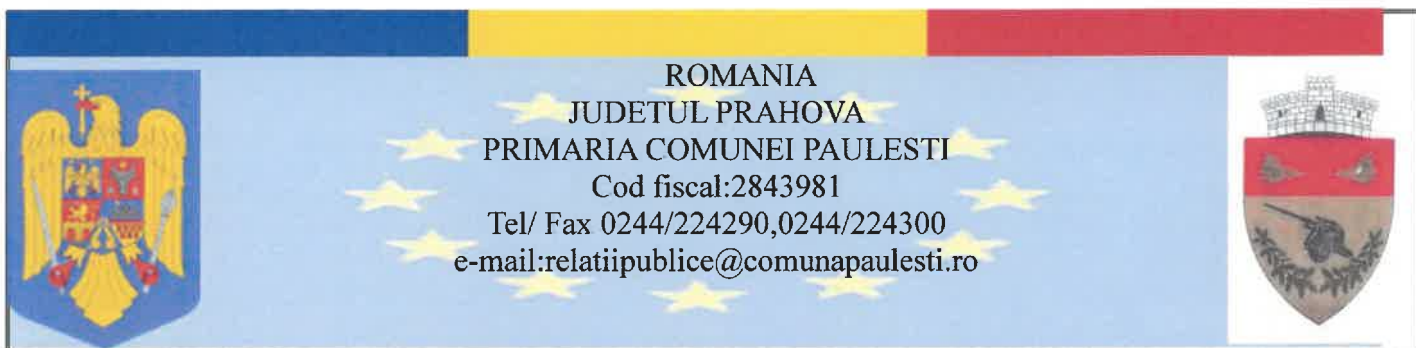 ROMANIA
JUDETUL PRAHOVA
PRIMARIA COMUNEI PAULESTI
Cod fiscal:2843981
Tel/ Fax 0244/224290,0244/224300
e-mail:relatiipublice@comunapaulesti.ro